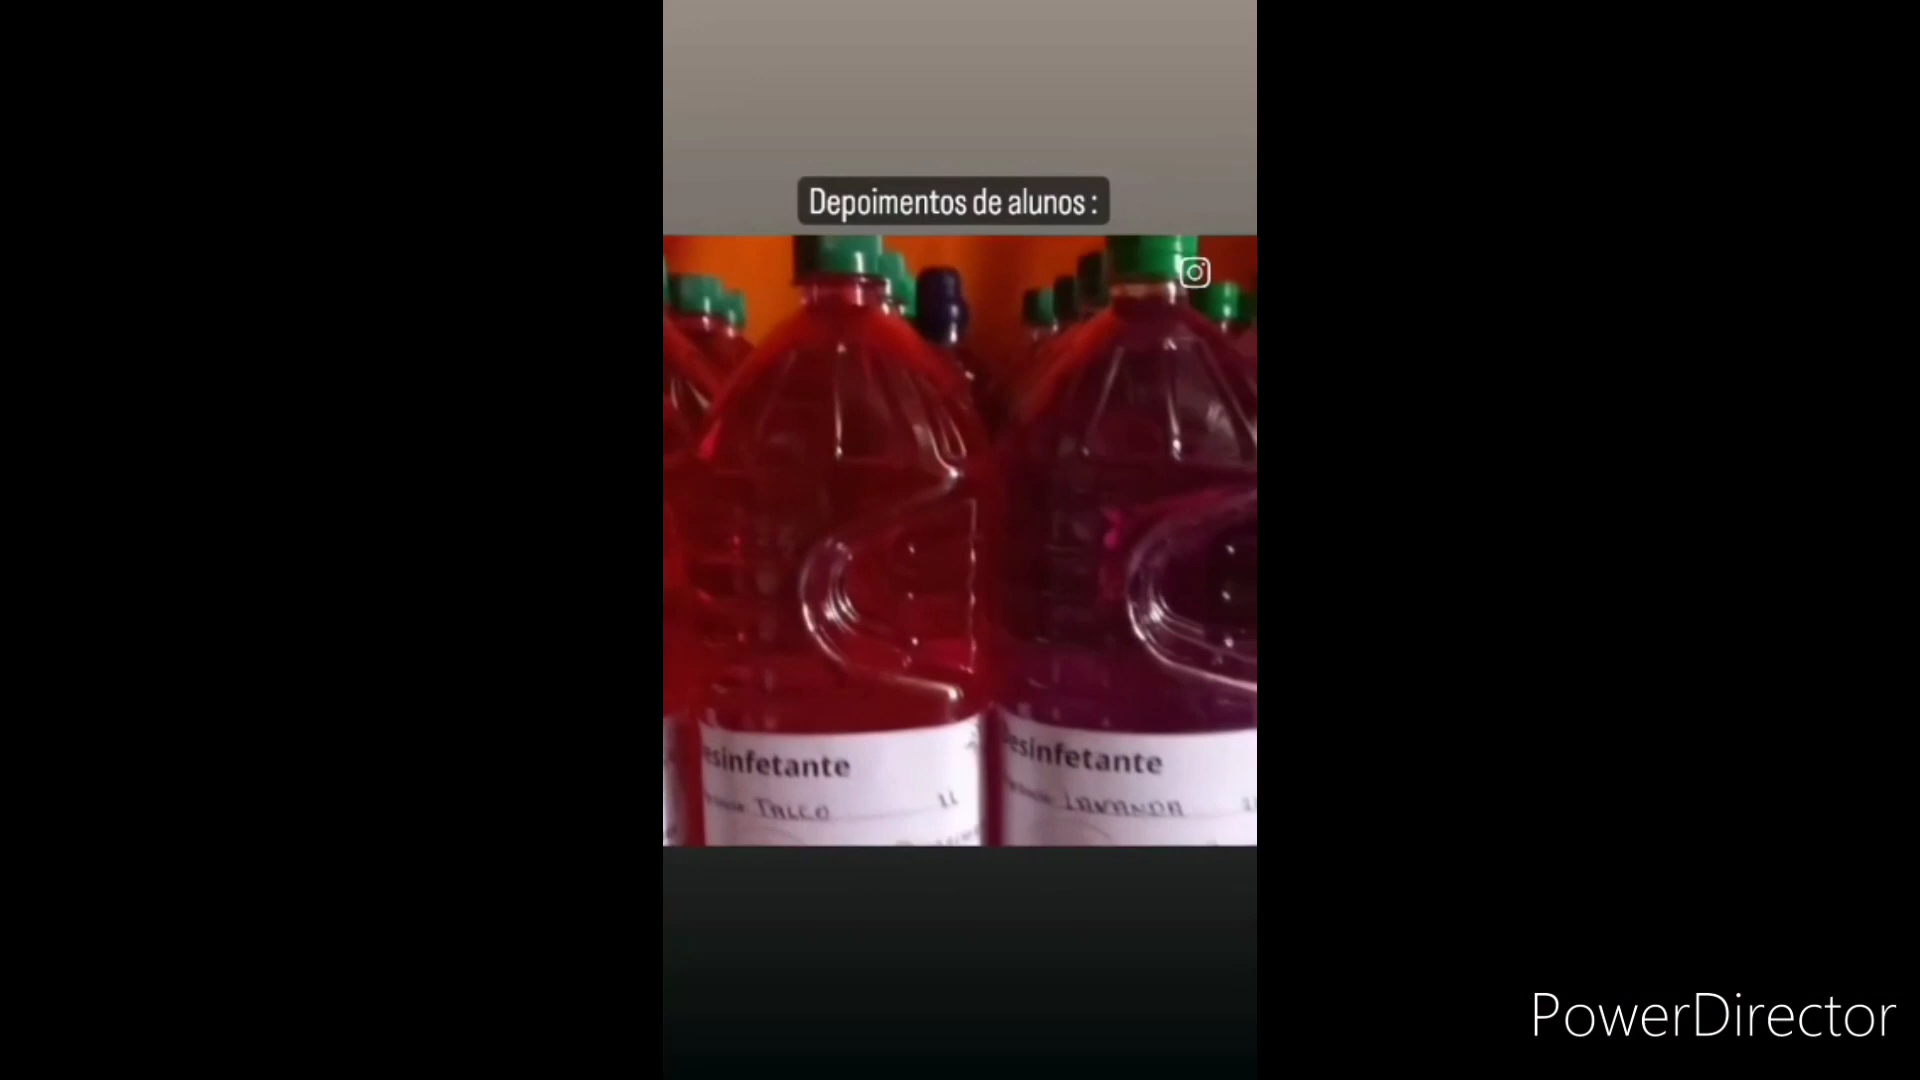 Depoimentos de alunos :
esinfetante
TALCO
esinfetante
LAVANDA
PowerDirector